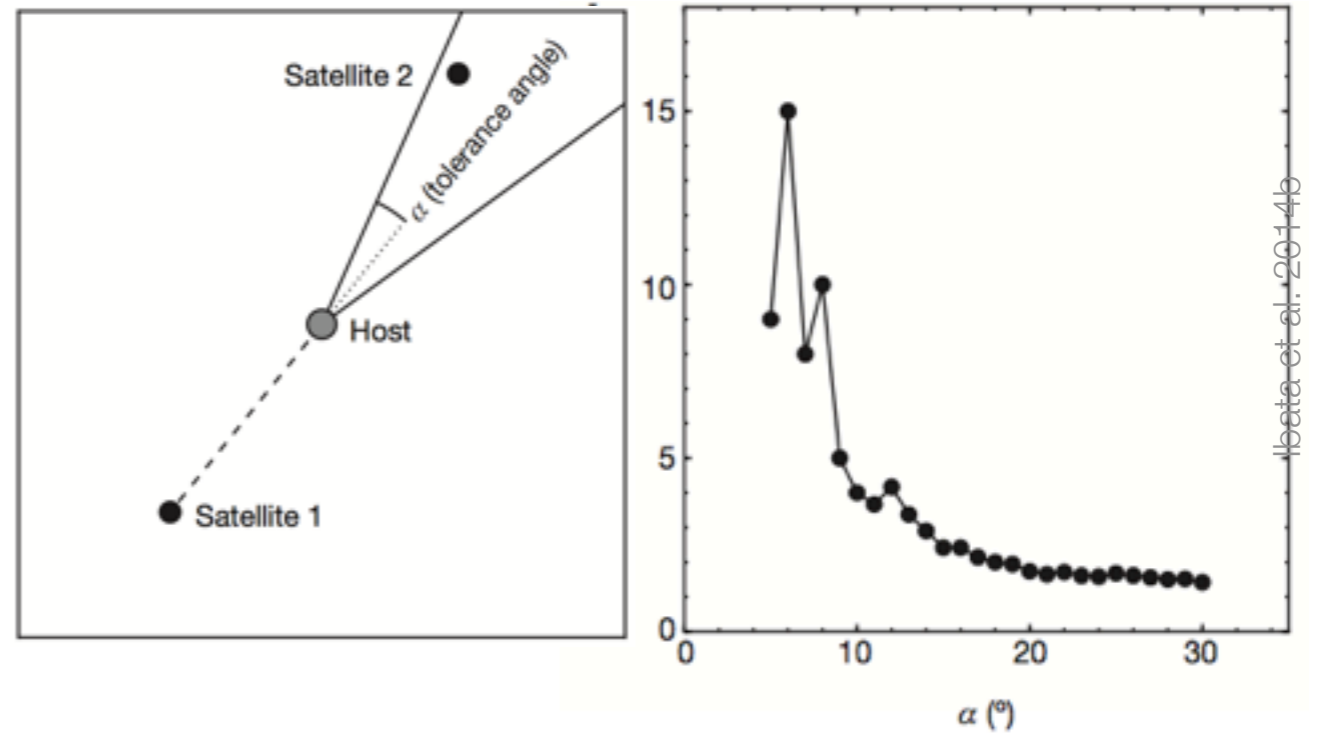 Satellite 2
α (tolerance angle)
Host
Satellite 1
15
10
5
0
0 10 20 30
α (º)
Ibata et al. 2014b